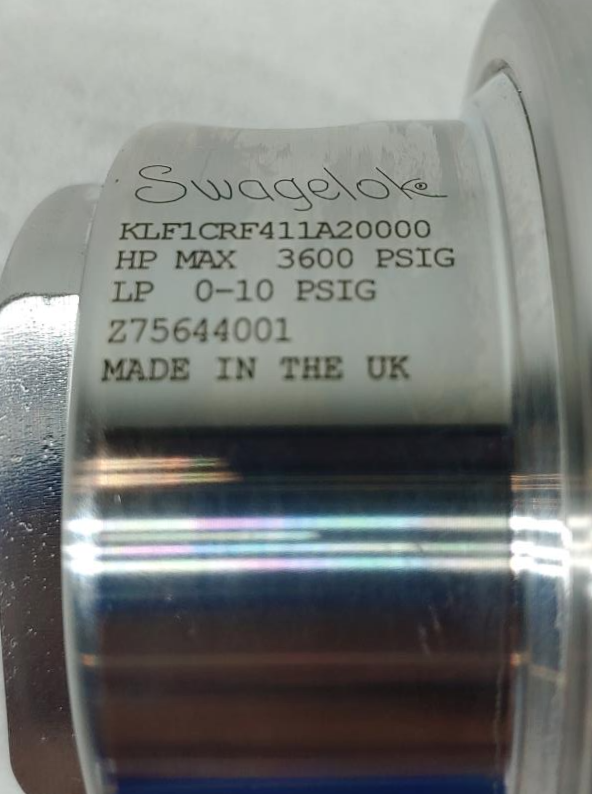 Swagelok®
KLF1CRF411A20000
HP MAX 3600 PSIG
LP 0-10 PSIG
Z75644001
MADE IN THE UK